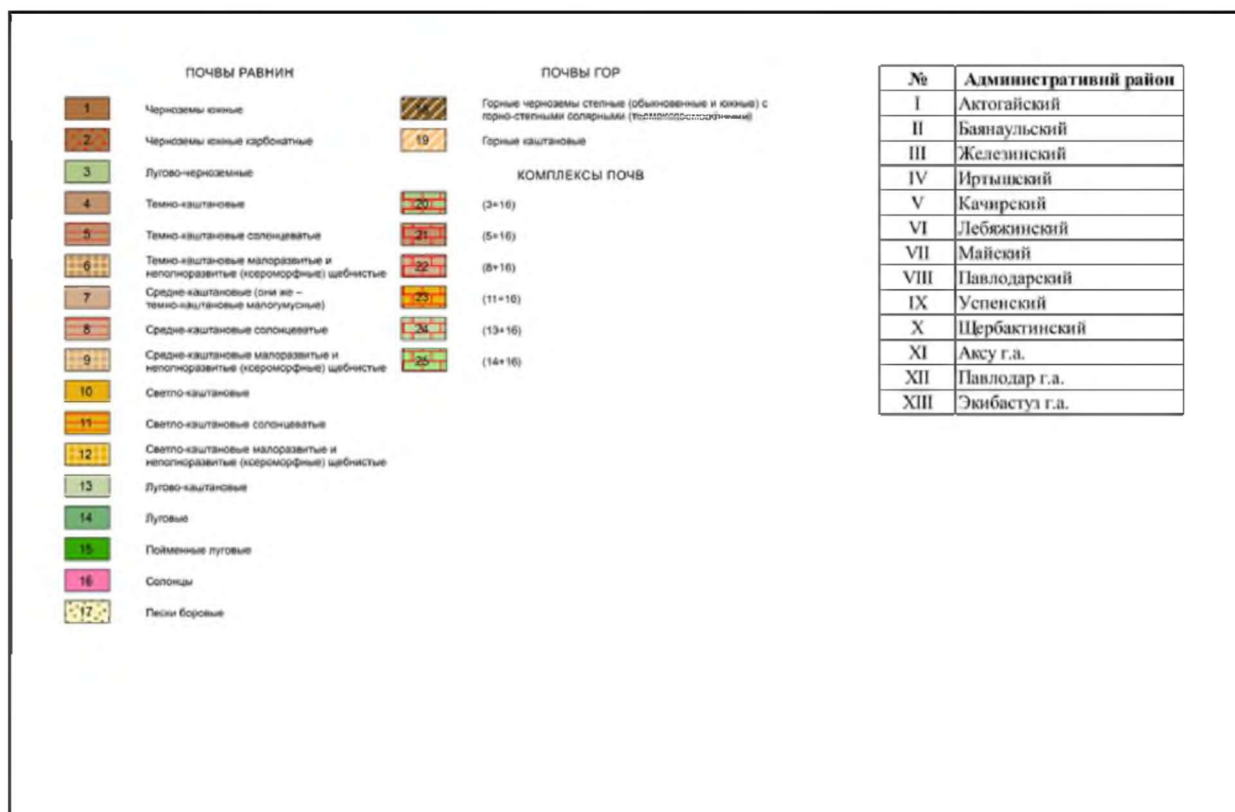 ПОЧВЫ РАВНИН
1 Черноземы южные
2 Черноземы южные карбонатные
3 Лугово-черноземные
4 Темно-каштановые
5 Темно-каштановые солонцеватые
6 Темно-каштановые малоразвитые и
неполноразвитые (ксероморфные) щебнистые
7 Средне-каштановые (они же –
темно-каштановые малогумусные)
8 Средне-каштановые солонцеватые
9 Средне-каштановые малоразвитые и
неполноразвитые (ксероморфные) щебнистые
10 Светло-каштановые
11 Светло-каштановые солонцеватые
12 Светло-каштановые малоразвитые и
неполноразвитые (ксероморфные) щебнистые
13 Лугово-каштановые
14 Луговые
15 Пойменные луговые
16 Солонцы
17 Пески боровые
ПОЧВЫ ГОР
Горные черноземы степные (обыкновенные и южные) с
горно-степными солярными
19 Горные каштановые
КОМПЛЕКСЫ ПОЧВ
20 (3+16)
21 (5+16)
22 (8+16)
23 (11+16)
24 (13+16)
25 (14+16)
№ Административнй район
I Актогайский
II Баянаульский
III Железинский
IV Иртышский
V Качирский
VI Лебяжинский
VII Майский
VIII Павлодарский
IX Успенский
X Щербактинский
XI Аксу г.а.
XII Павлодар г.а.
XIII Экибастуз г.а.